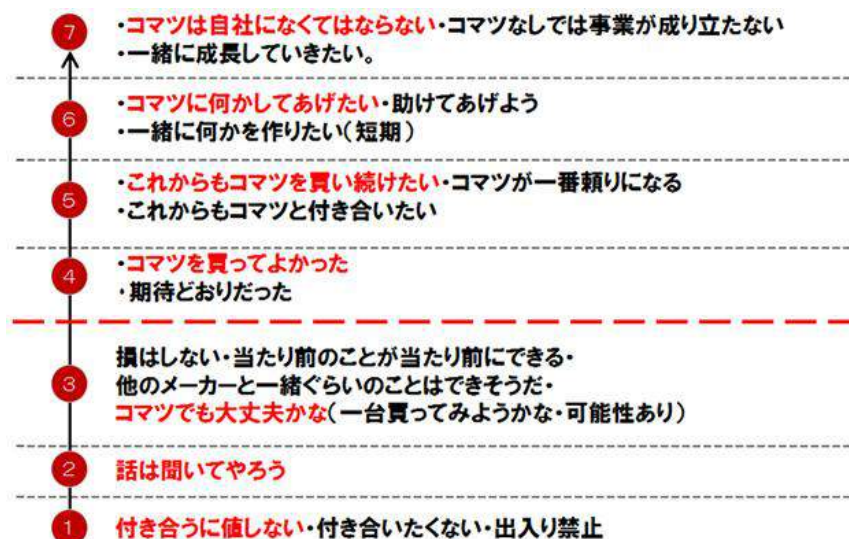 7
・コマツは自社になくてはならない・コマツなしでは事業が成り立たない
・一緒に成長していきたい。
6
・コマツに何かしてあげたい・助けてあげよう
・一緒に何かを作りたい(短期)
5
・これからもコマツを買い続けたい・コマツが一番頼りになる
・これからもコマツと付き合いたい
4
・コマツを買ってよかった
・期待どおりだった
3
損はしない・当たり前のことが当たり前にできる・
他のメーカーと一緒ぐらいのことはできそうだ・
コマツでも大丈夫かな(一台買ってみようかな・可能性あり)
2
話は聞いてやろう
1
付き合うに値しない・付き合いたくない・出入り禁止